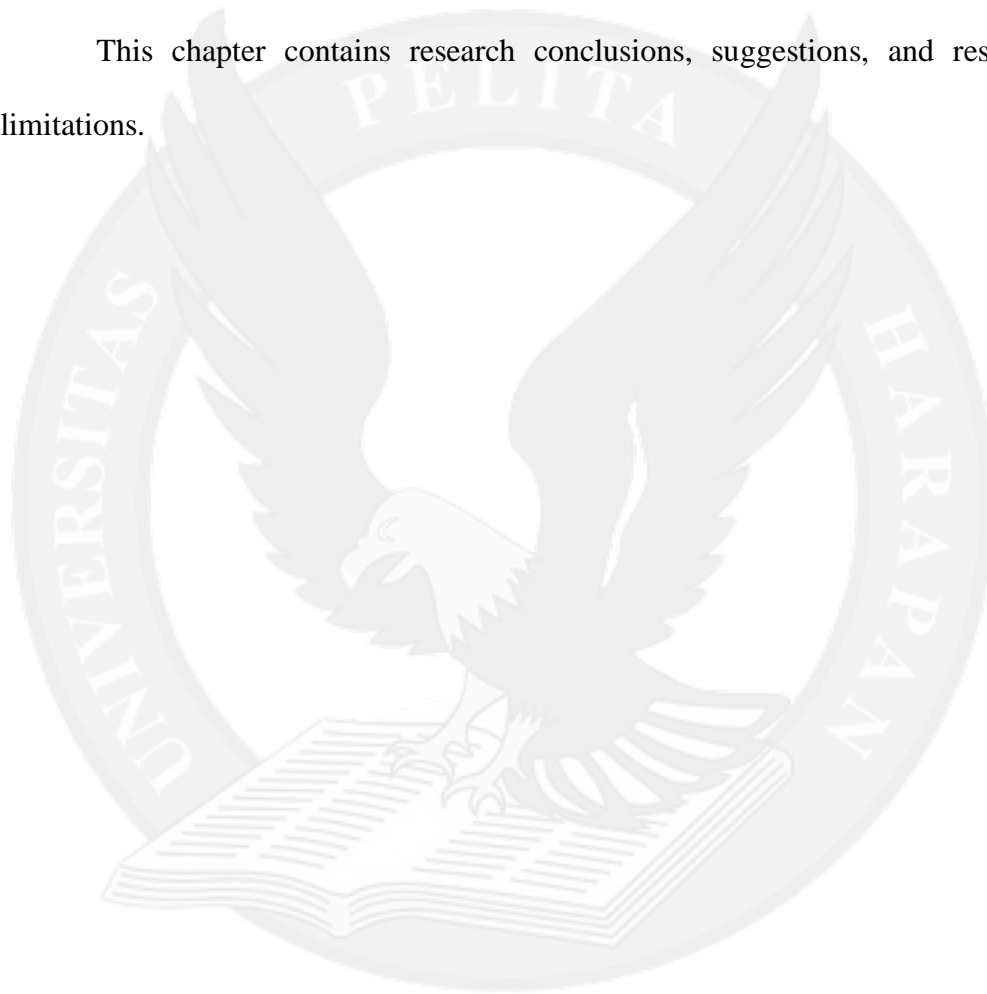 This chapter contains research conclusions, suggestions, and res
limitations.
UNIVERSITAS PELITA HARAPAN